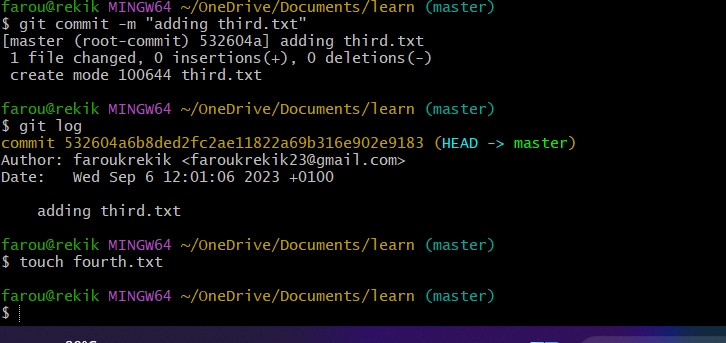 farou@rekik MINGW64 ~/OneDrive/Documents/learn (master)
$ git commit -m "adding third.txt"
[master (root-commit) 532604a] adding third.txt
 1 file changed, 0 insertions(+), 0 deletions(-)
 create mode 100644 third.txt

farou@rekik MINGW64 ~/OneDrive/Documents/learn (master)
$ git log
commit 532604a6b8ded2fc2ae11822a69b316e902e9183 (HEAD -> master)
Author: faroukrekik <faroukrekik23@gmail.com>
Date:   Wed Sep 6 12:01:06 2023 +0100

    adding third.txt

farou@rekik MINGW64 ~/OneDrive/Documents/learn (master)
$ touch fourth.txt

farou@rekik MINGW64 ~/OneDrive/Documents/learn (master)
$